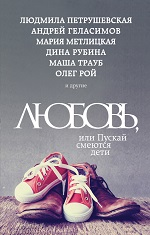 ЛЮДМИЛА ПЕТРУШЕВСКАЯ
АНДРЕЙ ГЕЛАСИМОВ
МАРИЯ МЕТЛИЦКАЯ
ДИНА РУБИНА
МАША ТРАУБ
ОЛЕГ РОЙ
и другие
ЛЮБОВЬ,
или Пускай
смеются
дети